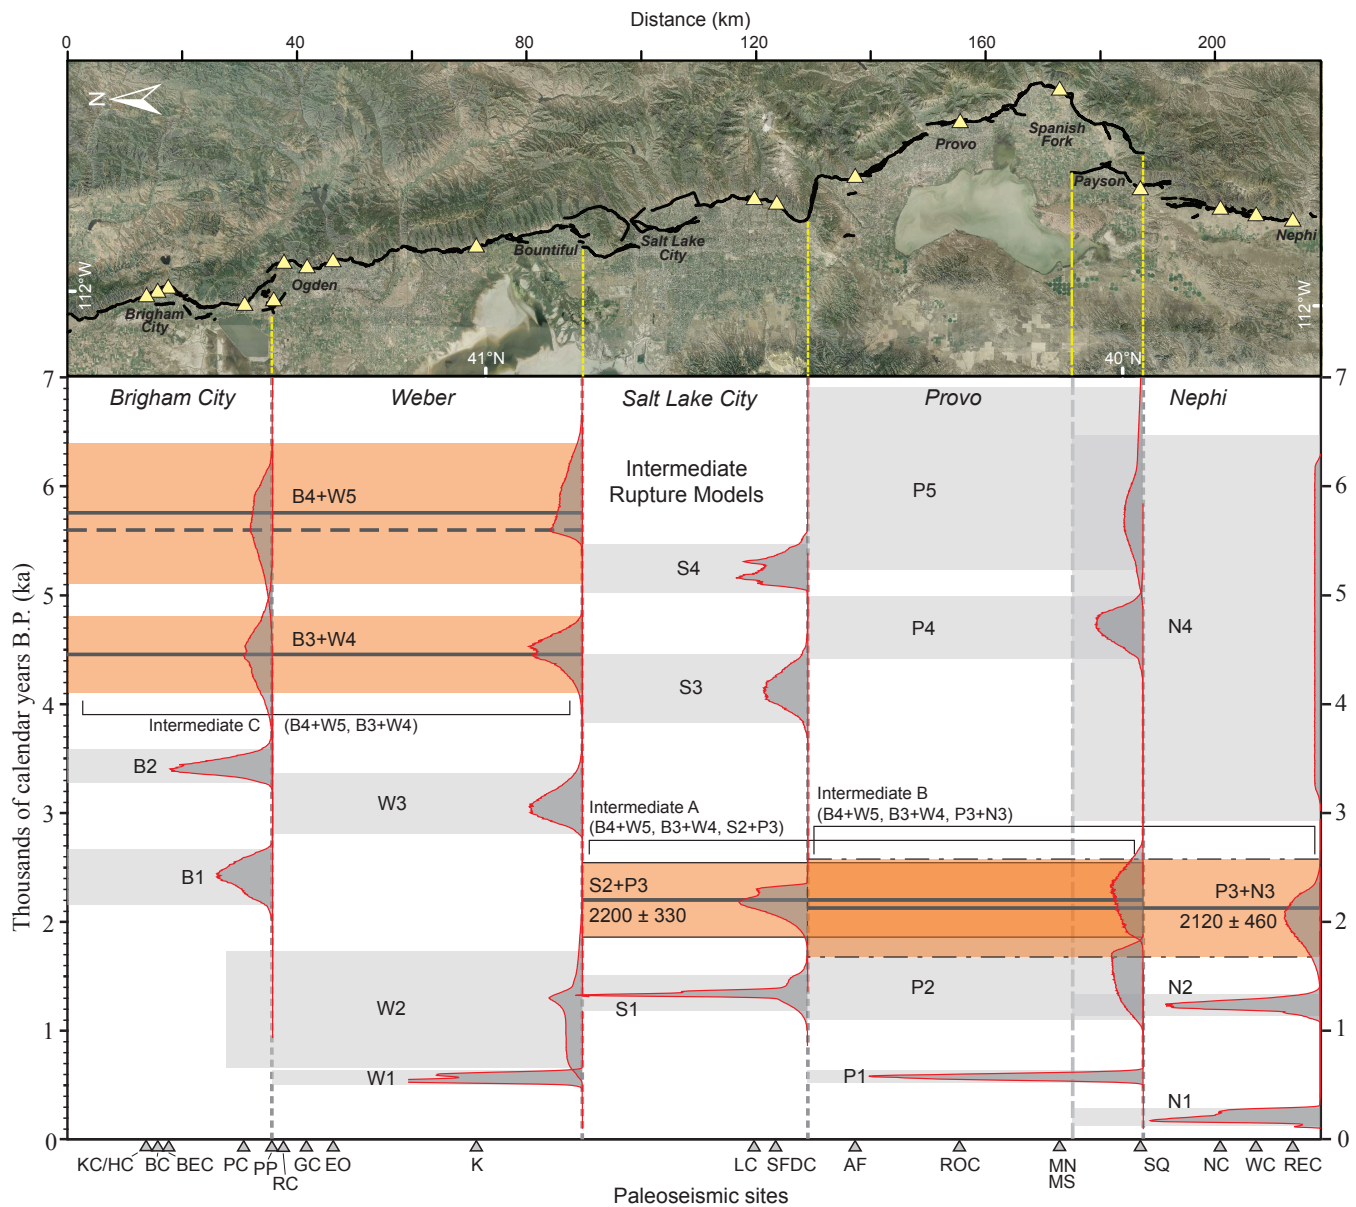 Distance (km)
0 40 80 120 160 200
N
112°W
Brigham
City
Ogden
Bountiful
Salt Lake
City
Provo
Spanish
Fork
Payson
Nephi
112°W
41°N
40°N
Brigham City Weber Salt Lake City Provo Nephi
Thousands of calendar years B.P. (ka)
7 7
6 6
5 5
4 4
3 3
2 2
1 1
0 0
Intermediate
Rupture Models
B4+W5
P5
S4
B3+W4
P4
N4
S3
Intermediate C (B4+W5, B3+W4)
B2
W3
Intermediate A
(B4+W5, B3+W4, S2+P3)
Intermediate B
(B4+W5, B3+W4, P3+N3)
B1
S2+P3
2200 ± 330
P3+N3
2120 ± 460
W2
S1
P2
N2
W1
P1
N1
KC/HC BC BEC PC PP RC GC EO K LC SFDC AF ROC MN SQ NC WC REC
MS
Paleoseismic sites